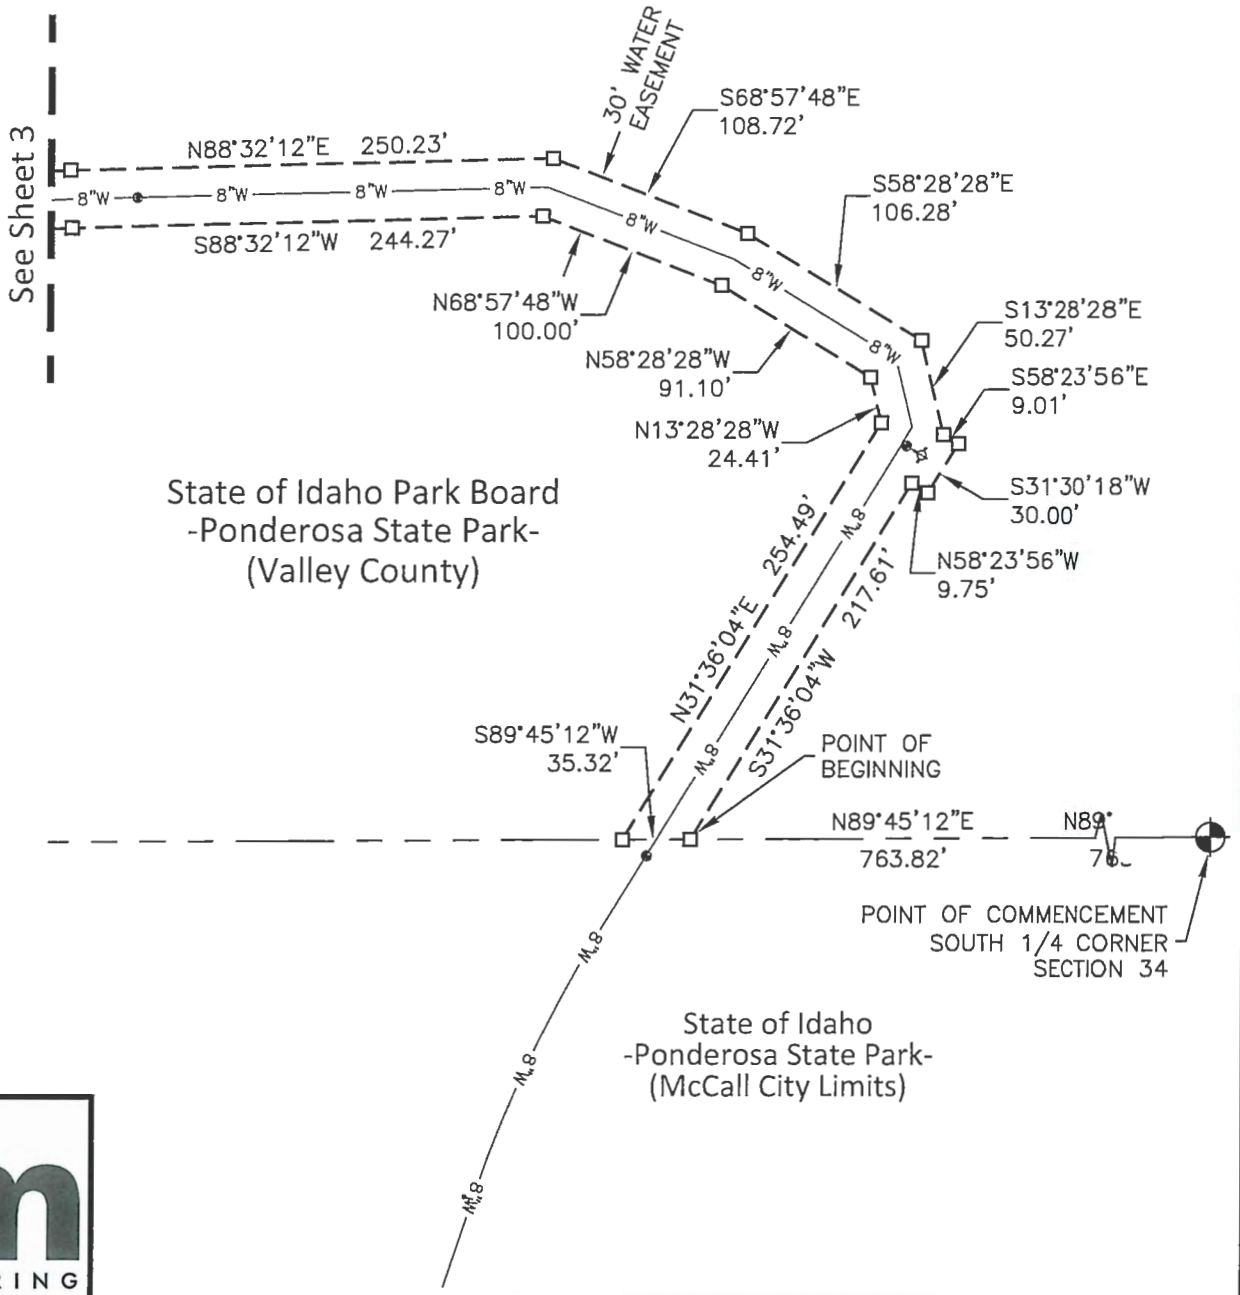 See Sheet 3
30' WATER
EASEMENT
N88°32'12"E 250.23'
S68°57'48"E
108.72'
S58°28'28"E
106.28'
8"W
8"W
8"W
8"W
8"W
8"W
8"W
S88°32'12"W 244.27'
N68°57'48"W
100.00'
N58°28'28"W
91.10'
N13°28'28"W
24.41'
S13°28'28"E
50.27'
S58°23'56"E
9.01'
S31°30'18"W
30.00'
N58°23'56"W
9.75'
State of Idaho Park Board
-Ponderosa State Park-
(Valley County)
N31°36'04"E 254.49'
8"W
8"W
8"W
S31°36'04"W 217.61'
S89°45'12"W
35.32'
POINT OF
BEGINNING
N89°45'12"E
763.82'
N89°
POINT OF COMMENCEMENT
SOUTH 1/4 CORNER
SECTION 34
8"W
8"W
8"W
State of Idaho
-Ponderosa State Park-
(McCall City Limits)
m
RING